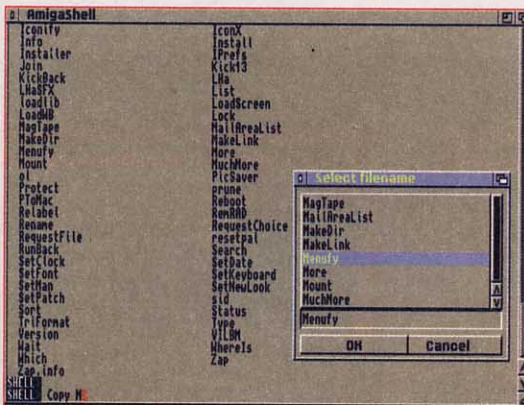 AmigaShell
Iconify IconX
Info Install
Installer IPrefs
Join Kick13
KickBack LHa
LHaSFX List
loadlib LoadScreen
LoadWB Lock
MagTape MailAreaList
MakeDir MakeLink
Menufy More
Mount MuchMore
ol PicSaver
Protect prune
PToMac Reboot
Relabel RemRAD
Rename RequestChoice
RequestFile resetpal
RunBack Search
SetClock SetDate
SetFont SetKeyboard
SetMan SetNewLook
SetPatch sid
Sort Status
TriFormat Type
Version VILBM
Wait WhereIs
Which Zap
Zap.info
SHELL
SHELL Copy M
Select filename
MagTape
MailAreaList
MakeDir
MakeLink
Menufy
More
Mount
MuchMore
Menufy
OK Cancel